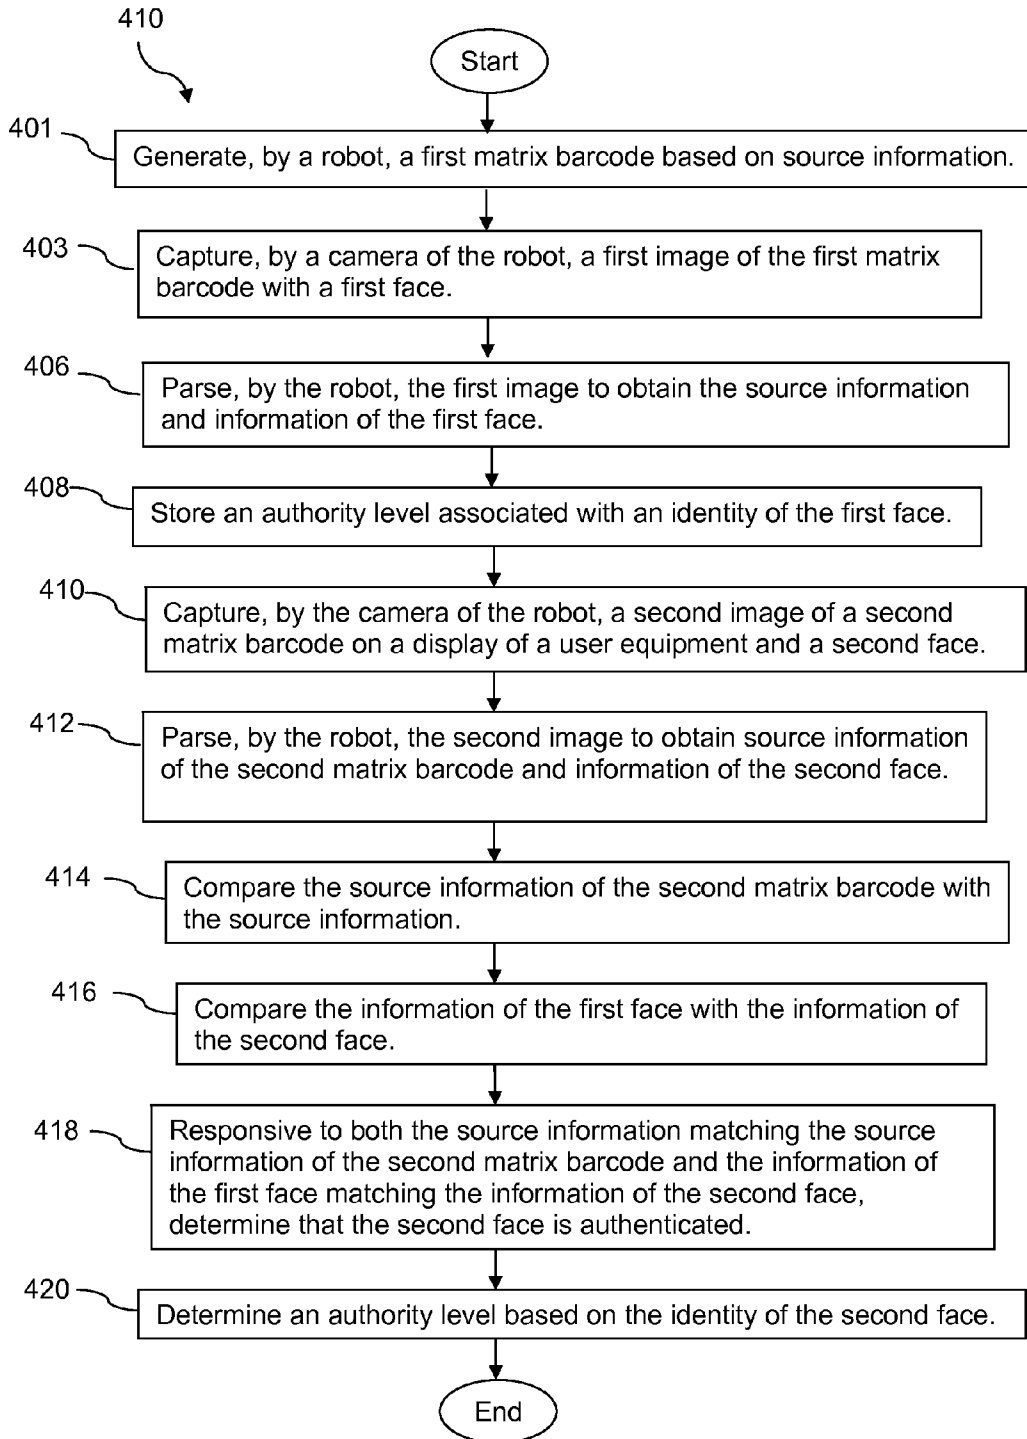 410
Start
401
Generate, by a robot, a first matrix barcode based on source information.
403
Capture, by a camera of the robot, a first image of the first matrix
barcode with a first face.
406
Parse, by the robot, the first image to obtain the source information
and information of the first face.
408
Store an authority level associated with an identity of the first face.
410
Capture, by the camera of the robot, a second image of a second
matrix barcode on a display of a user equipment and a second face.
412
Parse, by the robot, the second image to obtain source information
of the second matrix barcode and information of the second face.
414
Compare the source information of the second matrix barcode with
the source information.
416
Compare the information of the first face with the information of
the second face.
418
Responsive to both the source information matching the source
information of the second matrix barcode and the information of
the first face matching the information of the second face,
determine that the second face is authenticated.
420
Determine an authority level based on the identity of the second face.
End